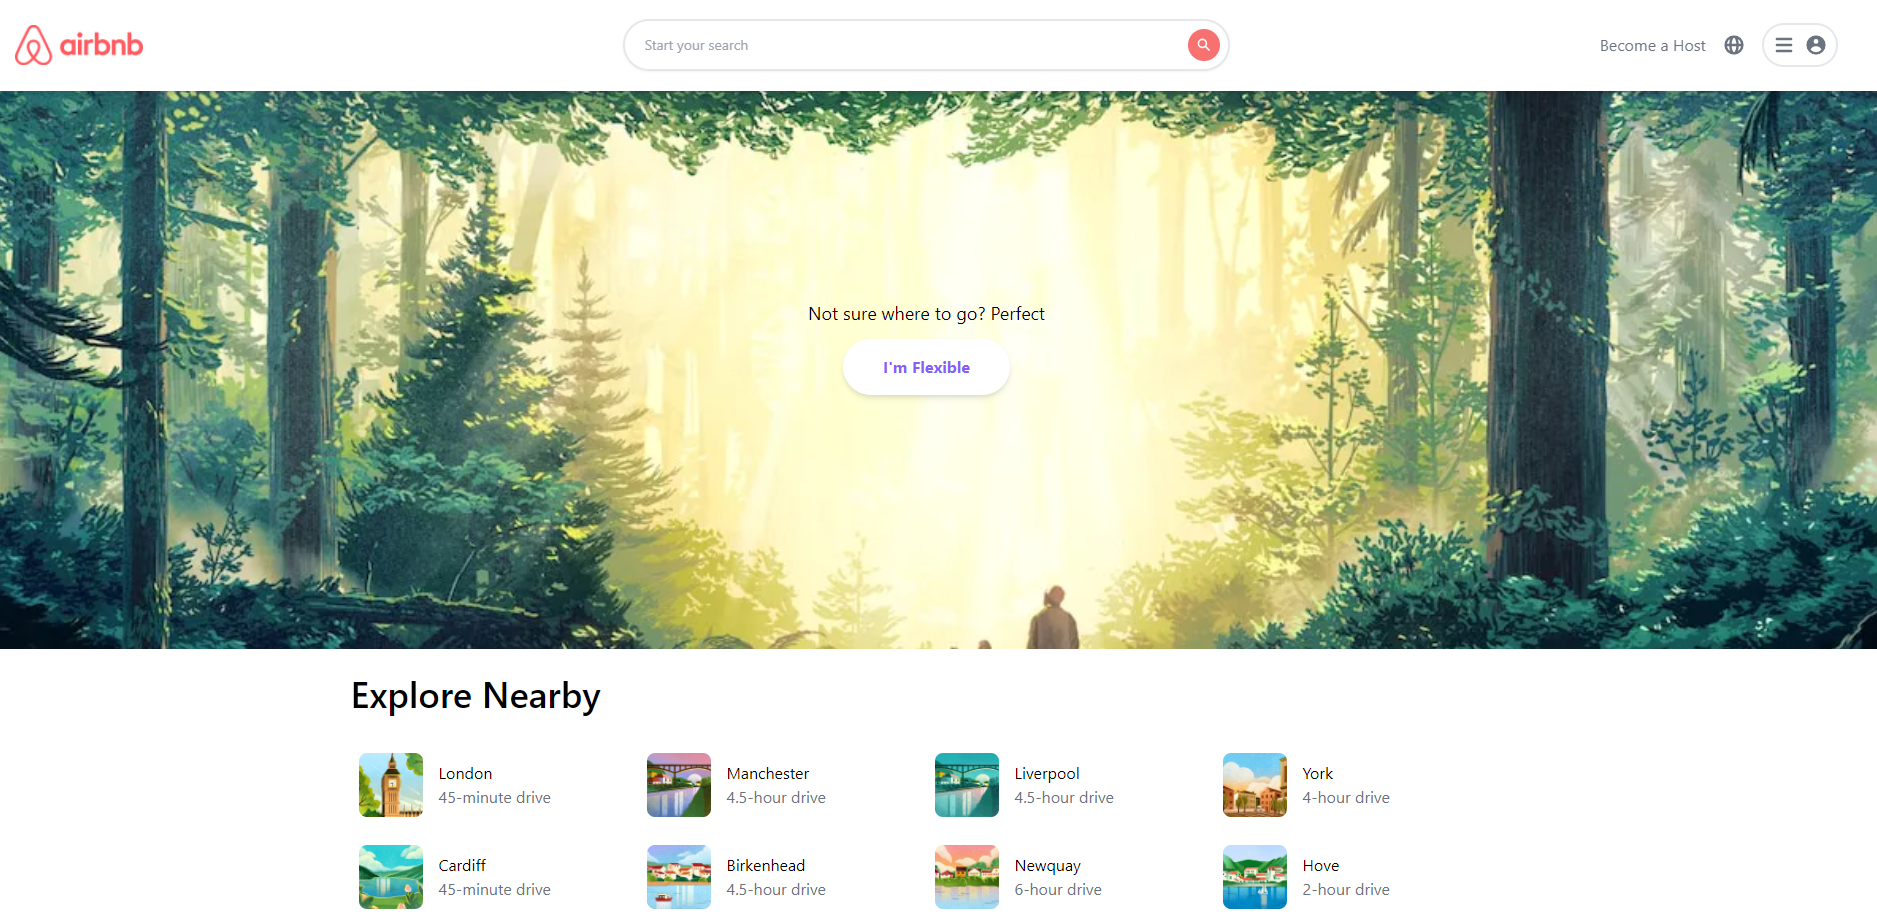 airbnb
Start your search
Become a Host
Not sure where to go? Perfect
I'm Flexible
Explore Nearby
London
45-minute drive
Manchester
4.5-hour drive
Liverpool
4.5-hour drive
York
4-hour drive
Cardiff
45-minute drive
Birkenhead
4.5-hour drive
Newquay
6-hour drive
Hove
2-hour drive